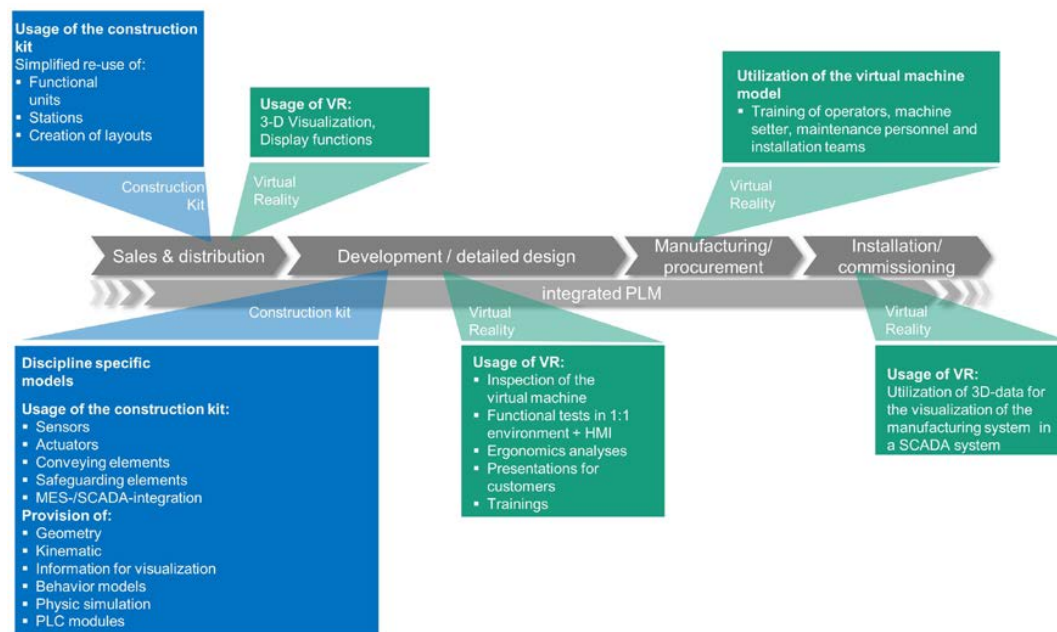 Usage of the construction
kit
Simplified re-use of:
▪ Functional
units
▪ Stations
▪ Creation of layouts
Construction
Kit
Usage of VR:
3-D Visualization,
Display functions
Virtual
Reality
Utilization of the virtual machine
model
▪ Training of operators, machine
setter, maintenance personnel and
installation teams
Virtual
Reality
Sales & distribution
Development / detailed design
Manufacturing/
procurement
Installation/
commissioning
integrated PLM
Construction kit
Discipline specific
models
Usage of the construction kit:
▪ Sensors
▪ Actuators
▪ Conveying elements
▪ Safeguarding elements
▪ MES-/SCADA-integration
Provision of:
▪ Geometry
▪ Kinematic
▪ Information for visualization
▪ Behavior models
▪ Physic simulation
▪ PLC modules
Virtual
Reality
Usage of VR:
▪ Inspection of the
virtual machine
▪ Functional tests in 1:1
environment + HMI
▪ Ergonomics analyses
▪ Presentations for
customers
▪ Trainings
Virtual
Reality
Usage of VR:
Utilization of 3D-data for
the visualization of the
manufacturing system in
a SCADA system